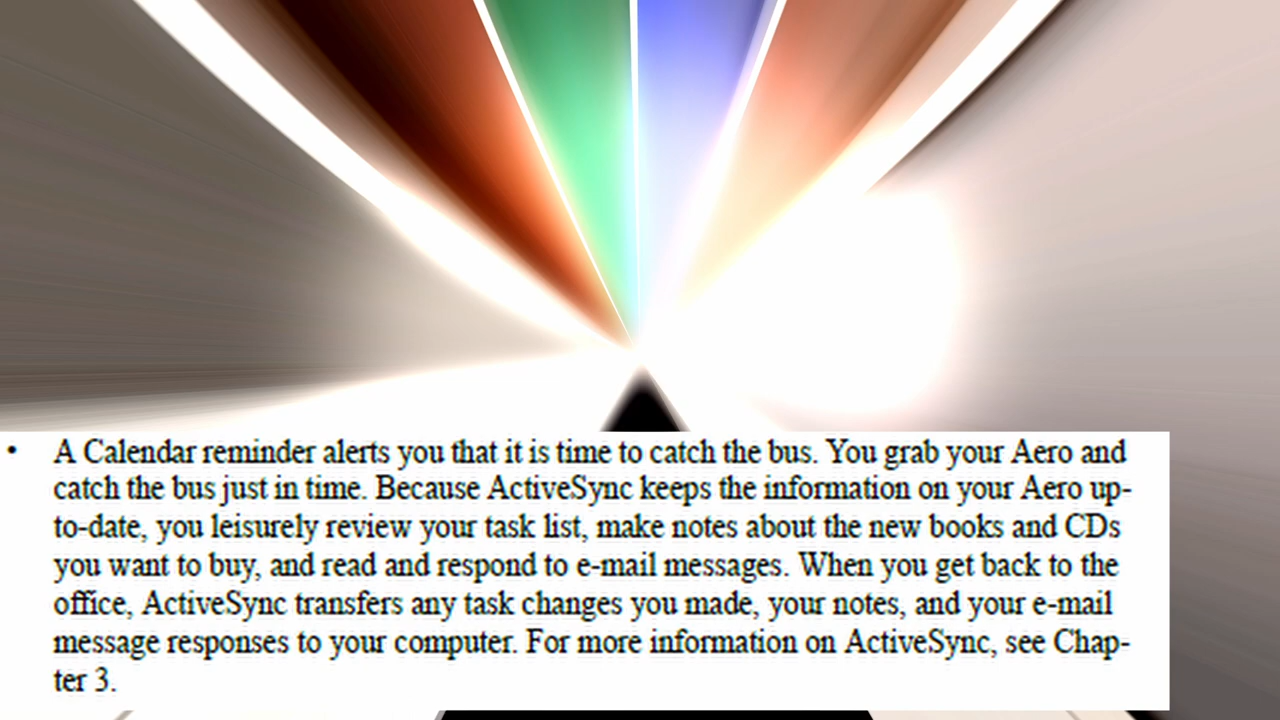 • A Calendar reminder alerts you that it is time to catch the bus. You grab your Aero and
catch the bus just in time. Because ActiveSync keeps the information on your Aero up-
to-date, you leisurely review your task list, make notes about the new books and CDs
you want to buy, and read and respond to e-mail messages. When you get back to the
office, ActiveSync transfers any task changes you made, your notes, and your e-mail
message responses to your computer. For more information on ActiveSync, see Chap-
ter 3.